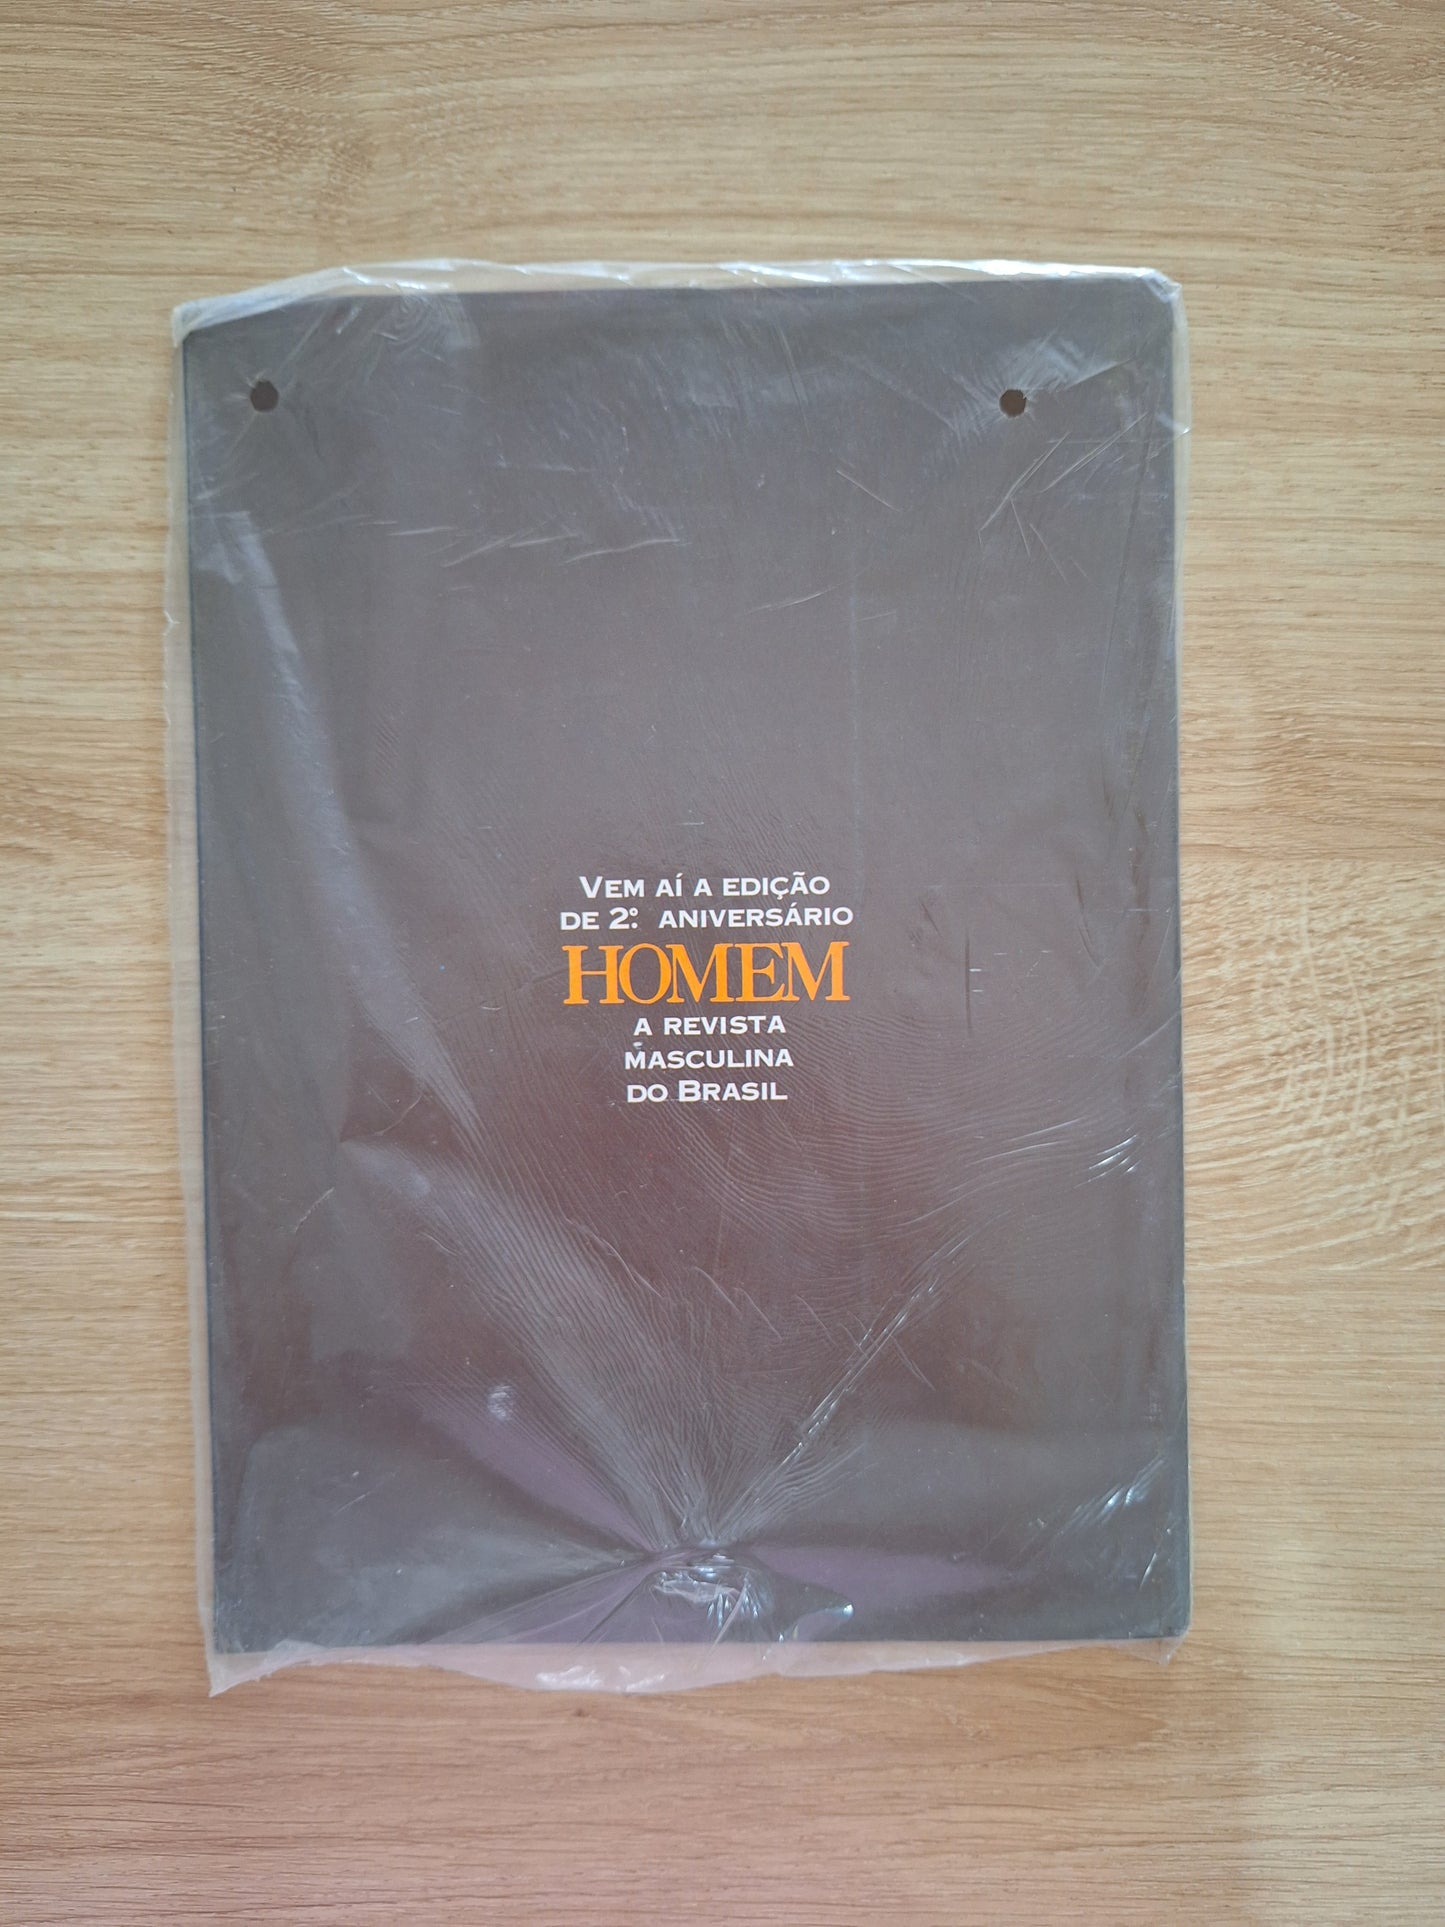 VEM AÍ A EDIÇÃO
DE 2º. ANIVERSÁRIO
HOMEM
A REVISTA
MASCULINA
DO BRASIL